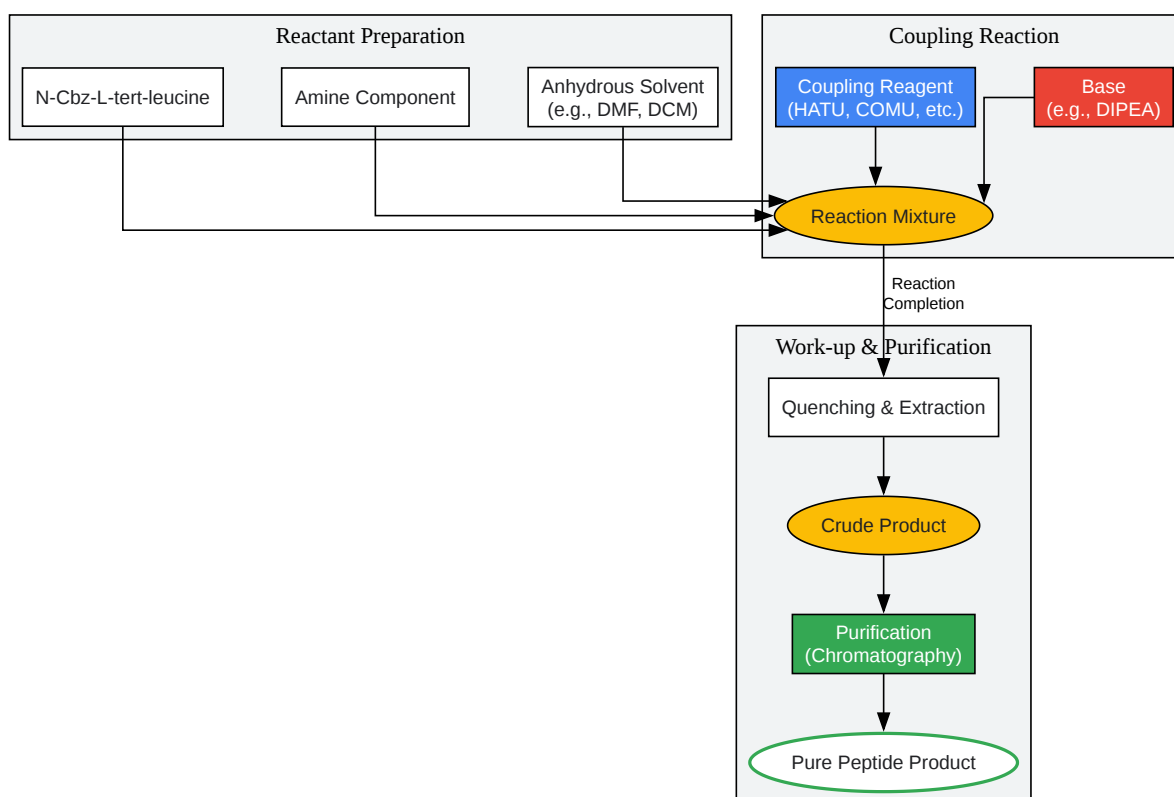 Reactant Preparation
N-Cbz-L-tert-leucine
Amine Component
Anhydrous Solvent
(e.g., DMF, DCM)
Coupling Reaction
Coupling Reagent
(HATU, COMU, etc.)
Base
(e.g., DIPEA)
Reaction Mixture
Reaction
Completion
Work-up & Purification
Quenching & Extraction
Crude Product
Purification
(Chromatography)
Pure Peptide Product